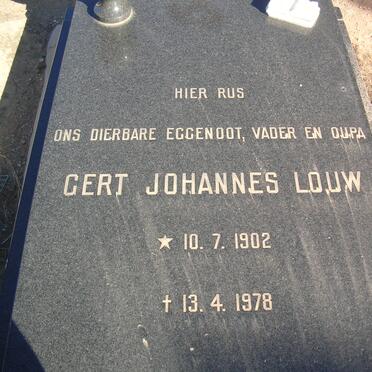 HIER RUS
ONS DIERBARE EGGENOOT, VADER EN OUPA
GERT JOHANNES LOUW
★ 10. 7. 1902
† 13. 4. 1978